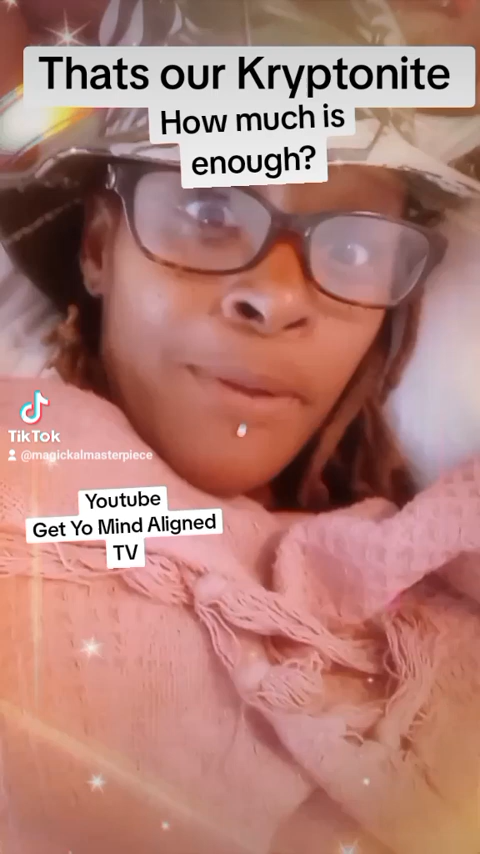 Thats our Kryptonite
How much is
enough?
TikTok
@magickalmasterpiece
Youtube
Get Yo Mind Aligned
TV